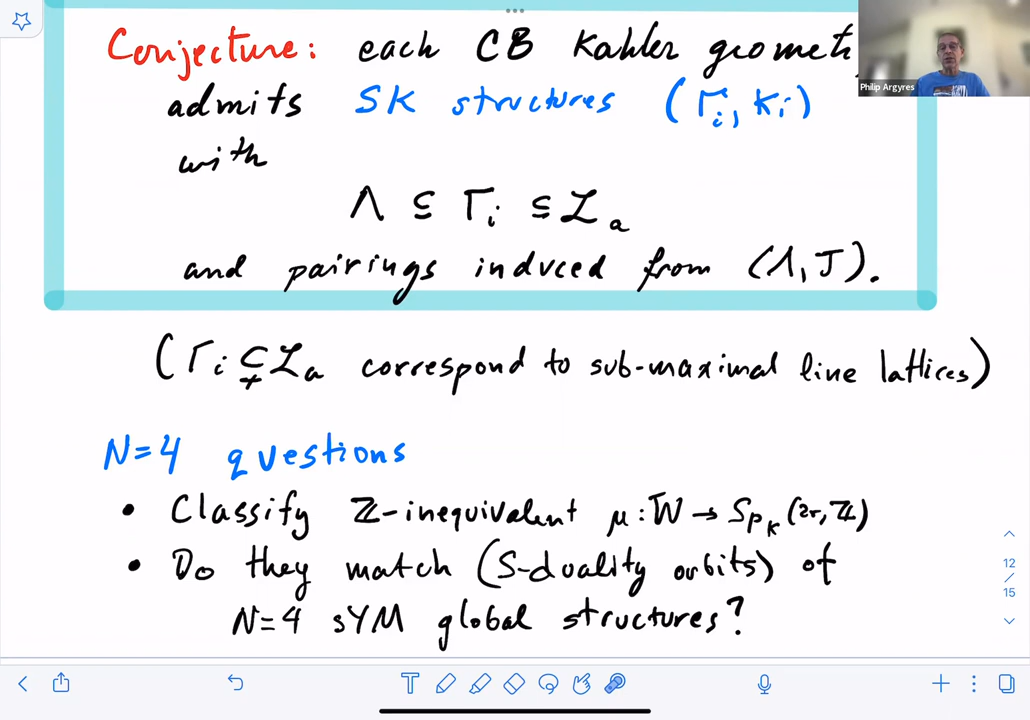 Conjecture: each CB Kahler geomet
Philip Argyres
admits SK structures (Γi, Ki)
with
Λ ⊆ Γi ⊆ ℒa
and pairings induced from (Λ, J).
(Γi ⊊ ℒa correspond to sub-maximal line lattices)
N=4 questions
• Classify ℤ-inequivalent μ: W → SpK(2r, ℤ)
• Do they match (S-duality orbits) of
N=4 sYM global structures?
12
/
15
T